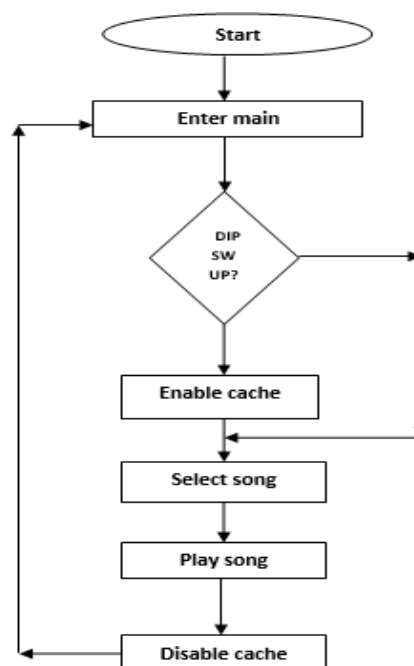 Start
Enter main
DIP
SW
UP?
Enable cache
Select song
Play song
Disable cache